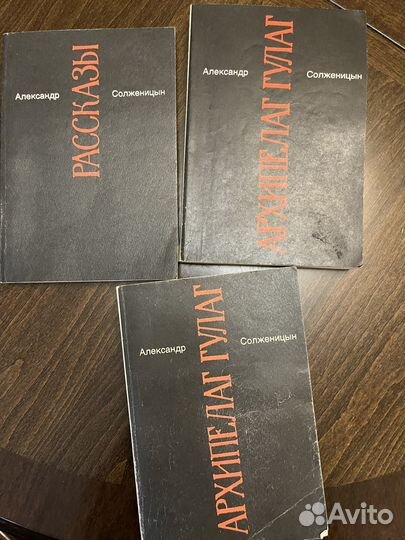 Александр
РАССКАЗЫ
Солженицын
Александр
АРХИПЕЛАГ ГУЛАГ
Солженицын
Александр
АРХИПЕЛАГ ГУЛАГ
Солженицын
Avito